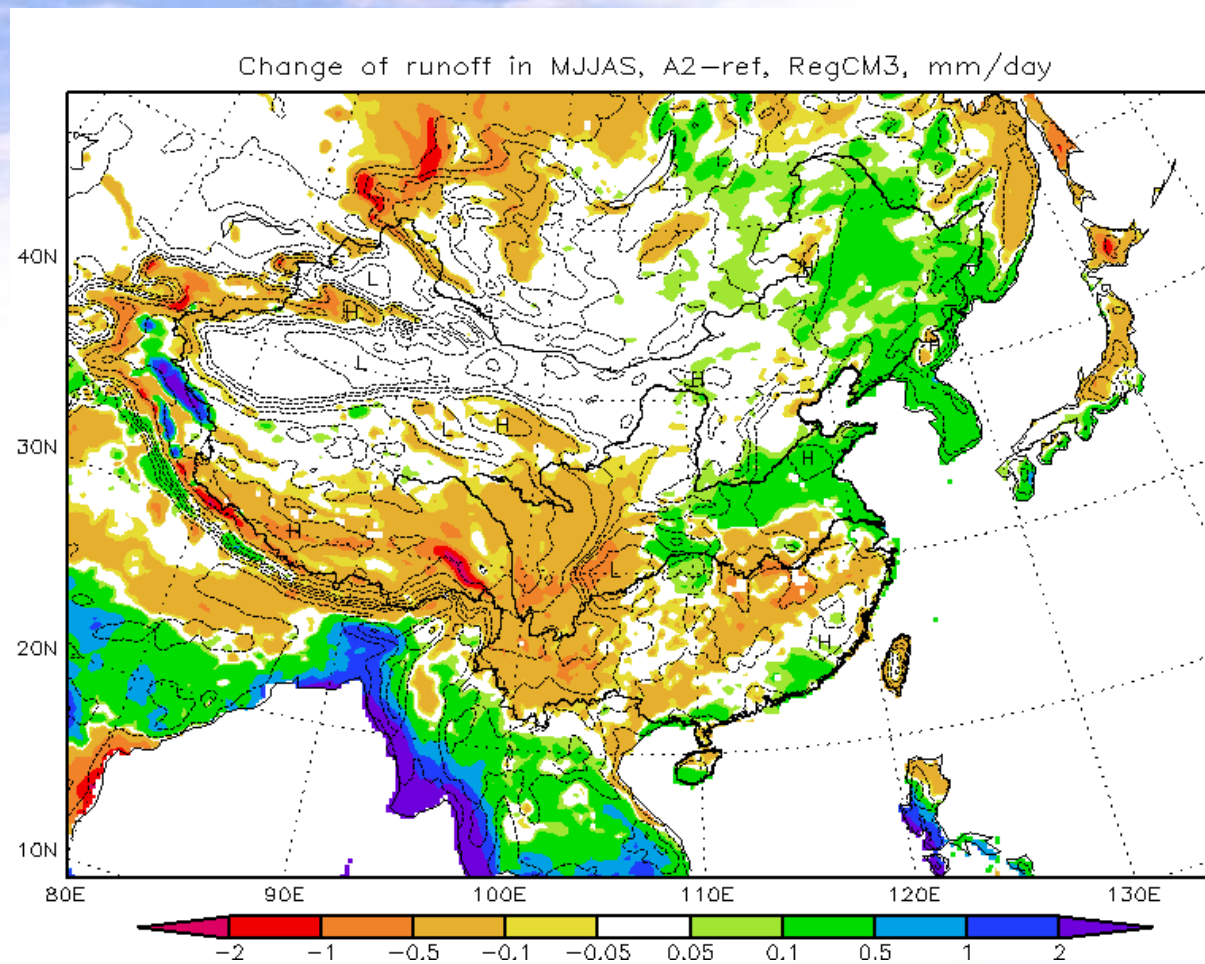 Change of runoff in MJJAS, A2-ref, RegCM3, mm/day
40N
30N
20N
10N
80E 90E 100E 110E 120E 130E
L
H
L
H
H
L
H
H
H
L
H
L
H
-2 -1 -0.5 -0.1 -0.05 0.05 0.1 0.5 1 2